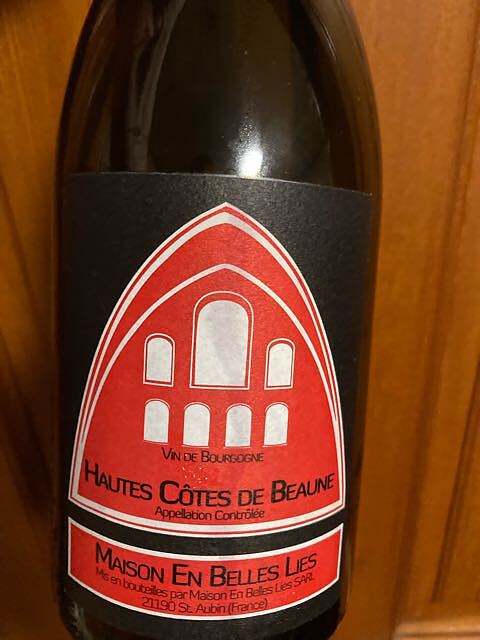 VIN DE BOURGOGNE
HAUTES CÔTES DE BEAUNE
Appellation Contrôlée
MAISON EN BELLES LIES
Mis en bouteilles par Maison En Belles Lies SARL
21190 St. Aubin (France)